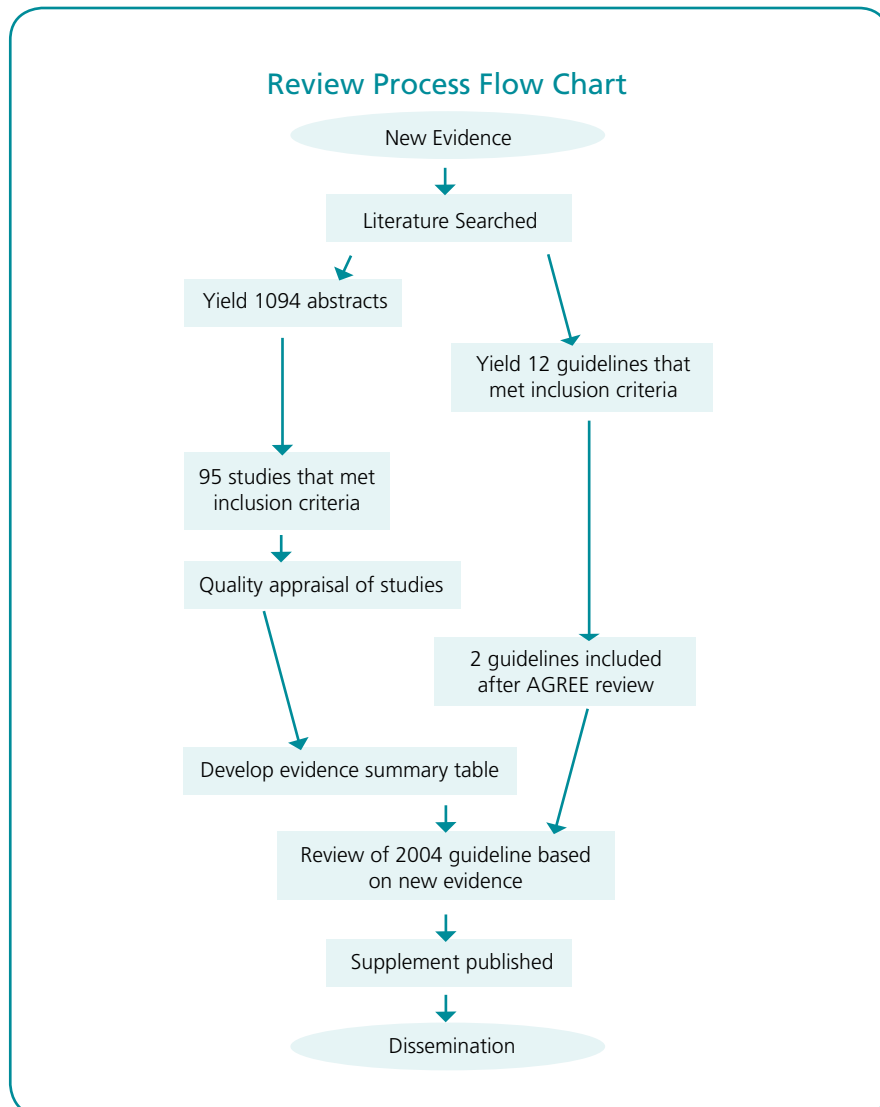 Review Process Flow Chart
New Evidence
Literature Searched
Yield 1094 abstracts
Yield 12 guidelines that
met inclusion criteria
95 studies that met
inclusion criteria
Quality appraisal of studies
2 guidelines included
after AGREE review
Develop evidence summary table
Review of 2004 guideline based
on new evidence
Supplement published
Dissemination